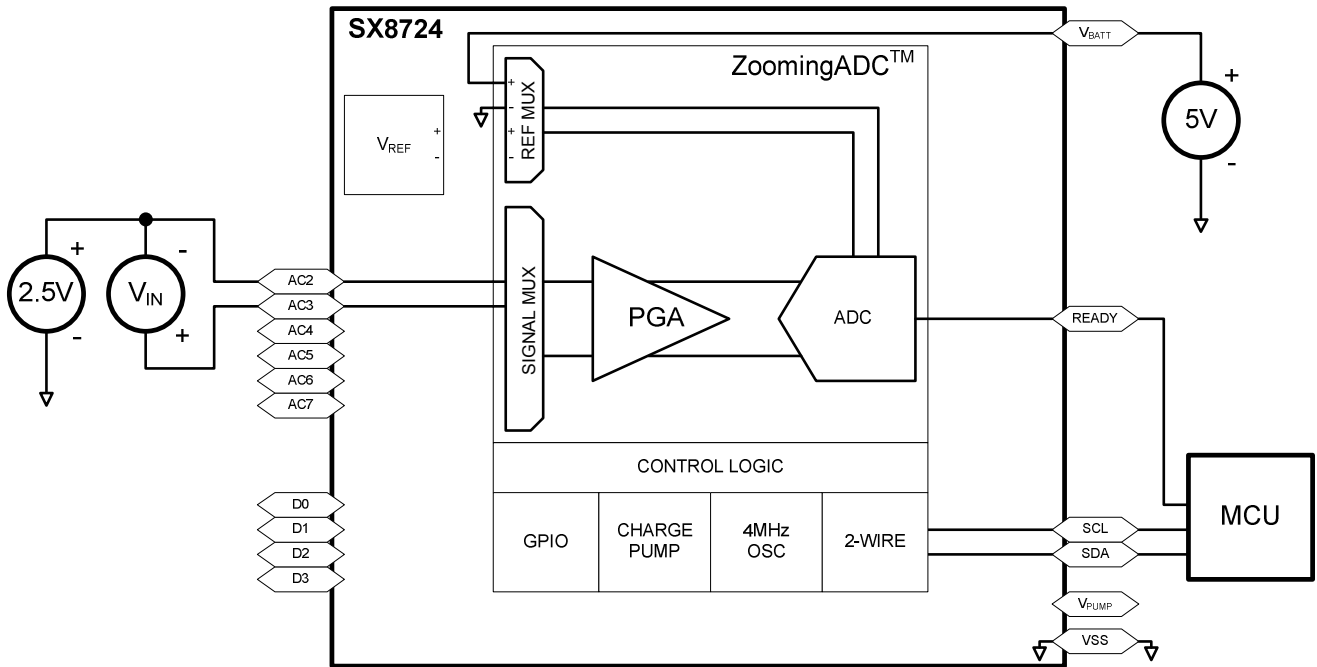 SX8724
ZoomingADC™
V_BATT
+
-
+
-
REF MUX
V_REF
+
-
+
5V
-
+
2.5V
-
-
V_IN
+
AC2
AC3
AC4
AC5
AC6
AC7
SIGNAL MUX
PGA
ADC
READY
CONTROL LOGIC
D0
D1
D2
D3
GPIO
CHARGE
PUMP
4MHz
OSC
2-WIRE
SCL
SDA
V_PUMP
VSS
MCU